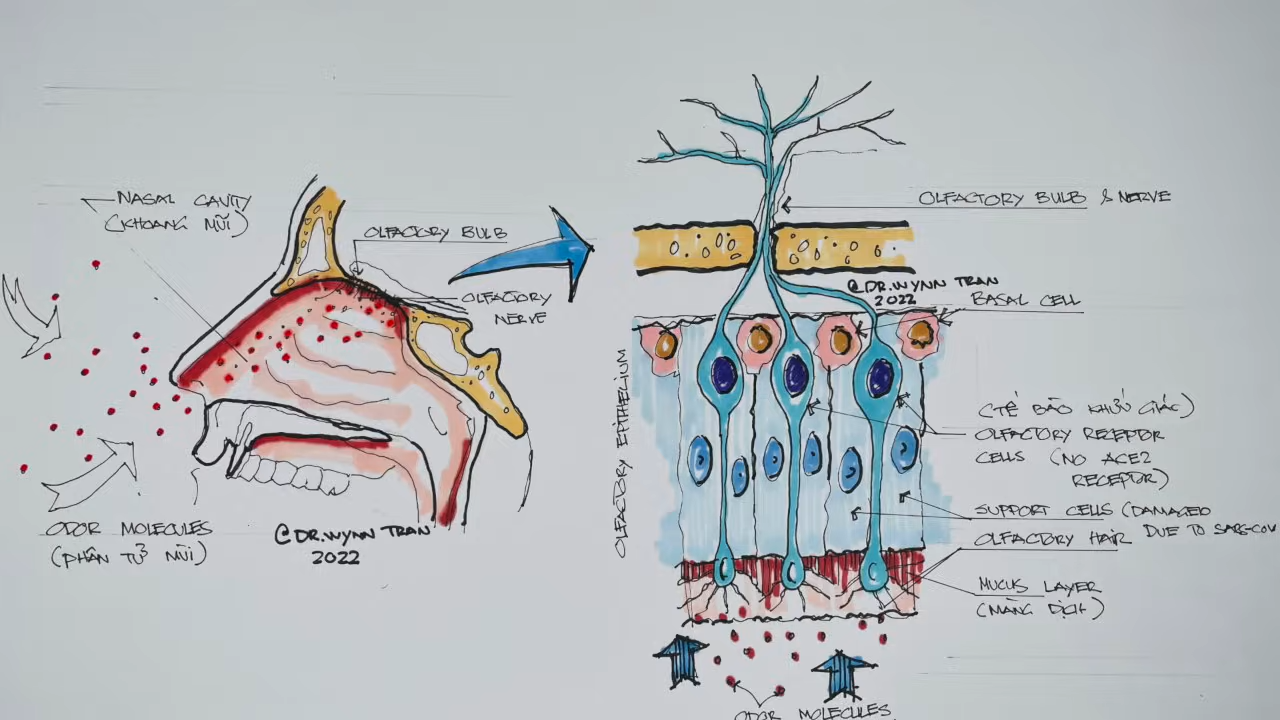 NASAL CAVITY
(KHOANG MŨI)
OLFACTORY BULB
OLFACTORY
NERVE
ODOR MOLECULES
(PHÂN TỬ MŨI)
@DR.WYNN TRAN
2022
OLFACTORY BULB & NERVE
@DR.WYNN TRAN
2022
BASAL CELL
OLFACTORY EPITHELIUM
(TẾ BÀO KHỨU GIÁC)
OLFACTORY RECEPTOR
CELLS (NO ACE2
RECEPTOR)
SUPPORT CELLS (DAMAGED
DUE TO SARS-COV
OLFACTORY HAIR
MUCUS LAYER
(MÀNG DỊCH)
ODOR MOLECULES